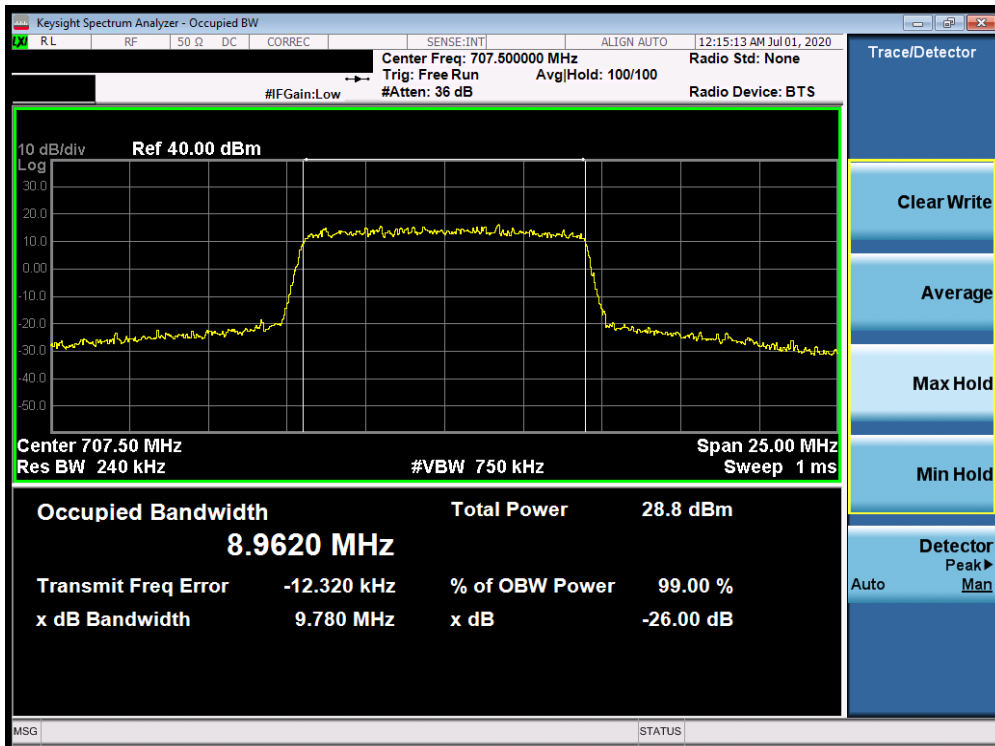 Keysight Spectrum Analyzer - Occupied BW
LXI RL RF 50 Ω DC CORREC SENSE:INT ALIGN AUTO 12:15:13 AM Jul 01, 2020
Center Freq: 707.500000 MHz Radio Std: None
Trig: Free Run Avg|Hold: 100/100
#IFGain:Low #Atten: 36 dB Radio Device: BTS
Trace/Detector
10 dB/div Ref 40.00 dBm
Log
30.0
20.0
10.0
0.00
-10.0
-20.0
-30.0
-40.0
-50.0
Center 707.50 MHz Span 25.00 MHz
Res BW 240 kHz #VBW 750 kHz Sweep 1 ms
Occupied Bandwidth Total Power 28.8 dBm
8.9620 MHz
Transmit Freq Error -12.320 kHz % of OBW Power 99.00 %
x dB Bandwidth 9.780 MHz x dB -26.00 dB
Clear Write
Average
Max Hold
Min Hold
Detector
Peak▶
Auto Man
MSG STATUS